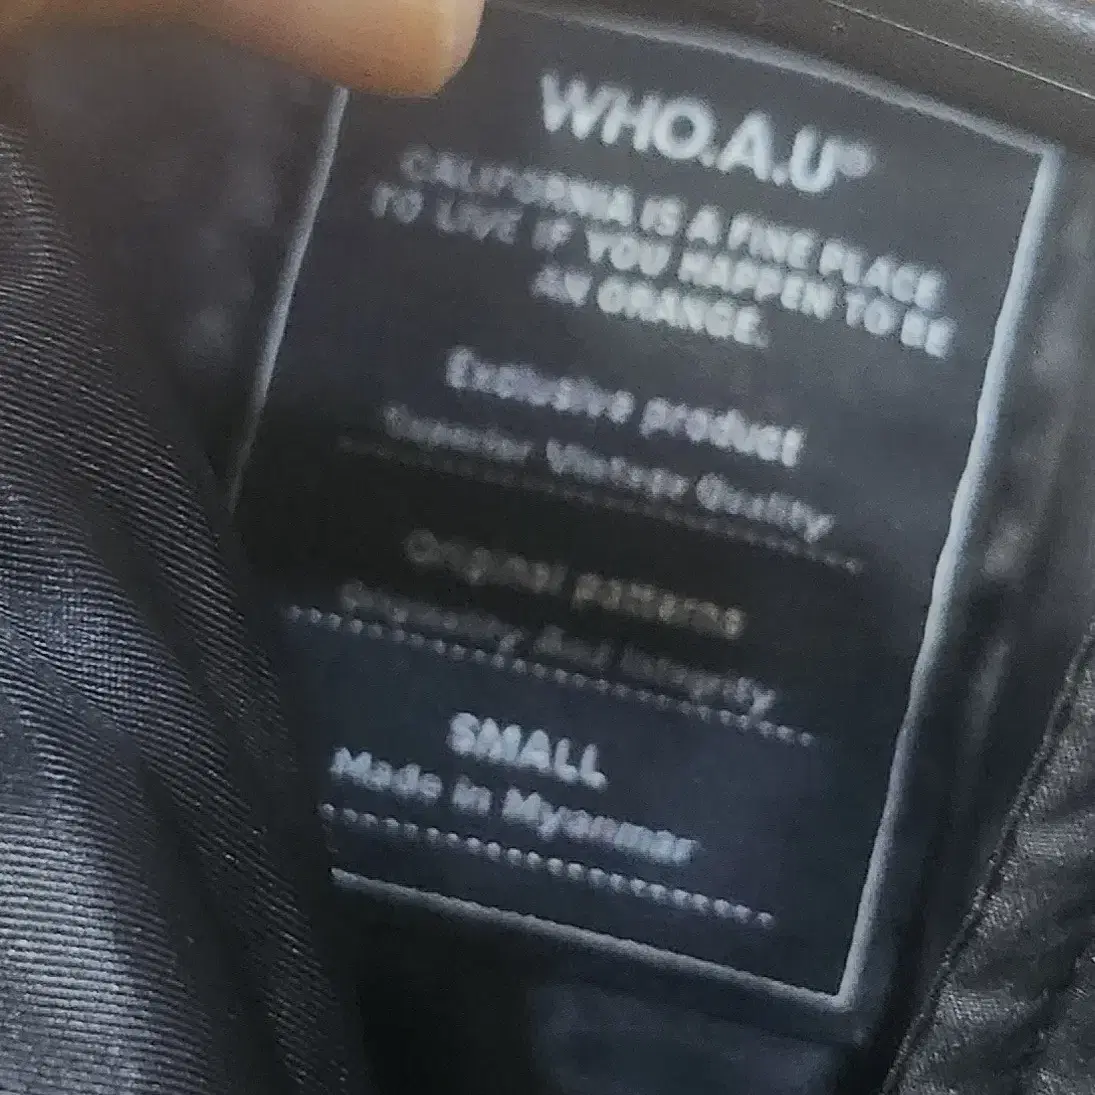 WHO.A.U®
CALIFORNIA IS A FINE PLACE
TO LIVE IF YOU HAPPEN TO BE
AN ORANGE.
Exclusive product
Superior Vintage Quality
Original patterns
And Integrity
SMALL
Made in Myanmar